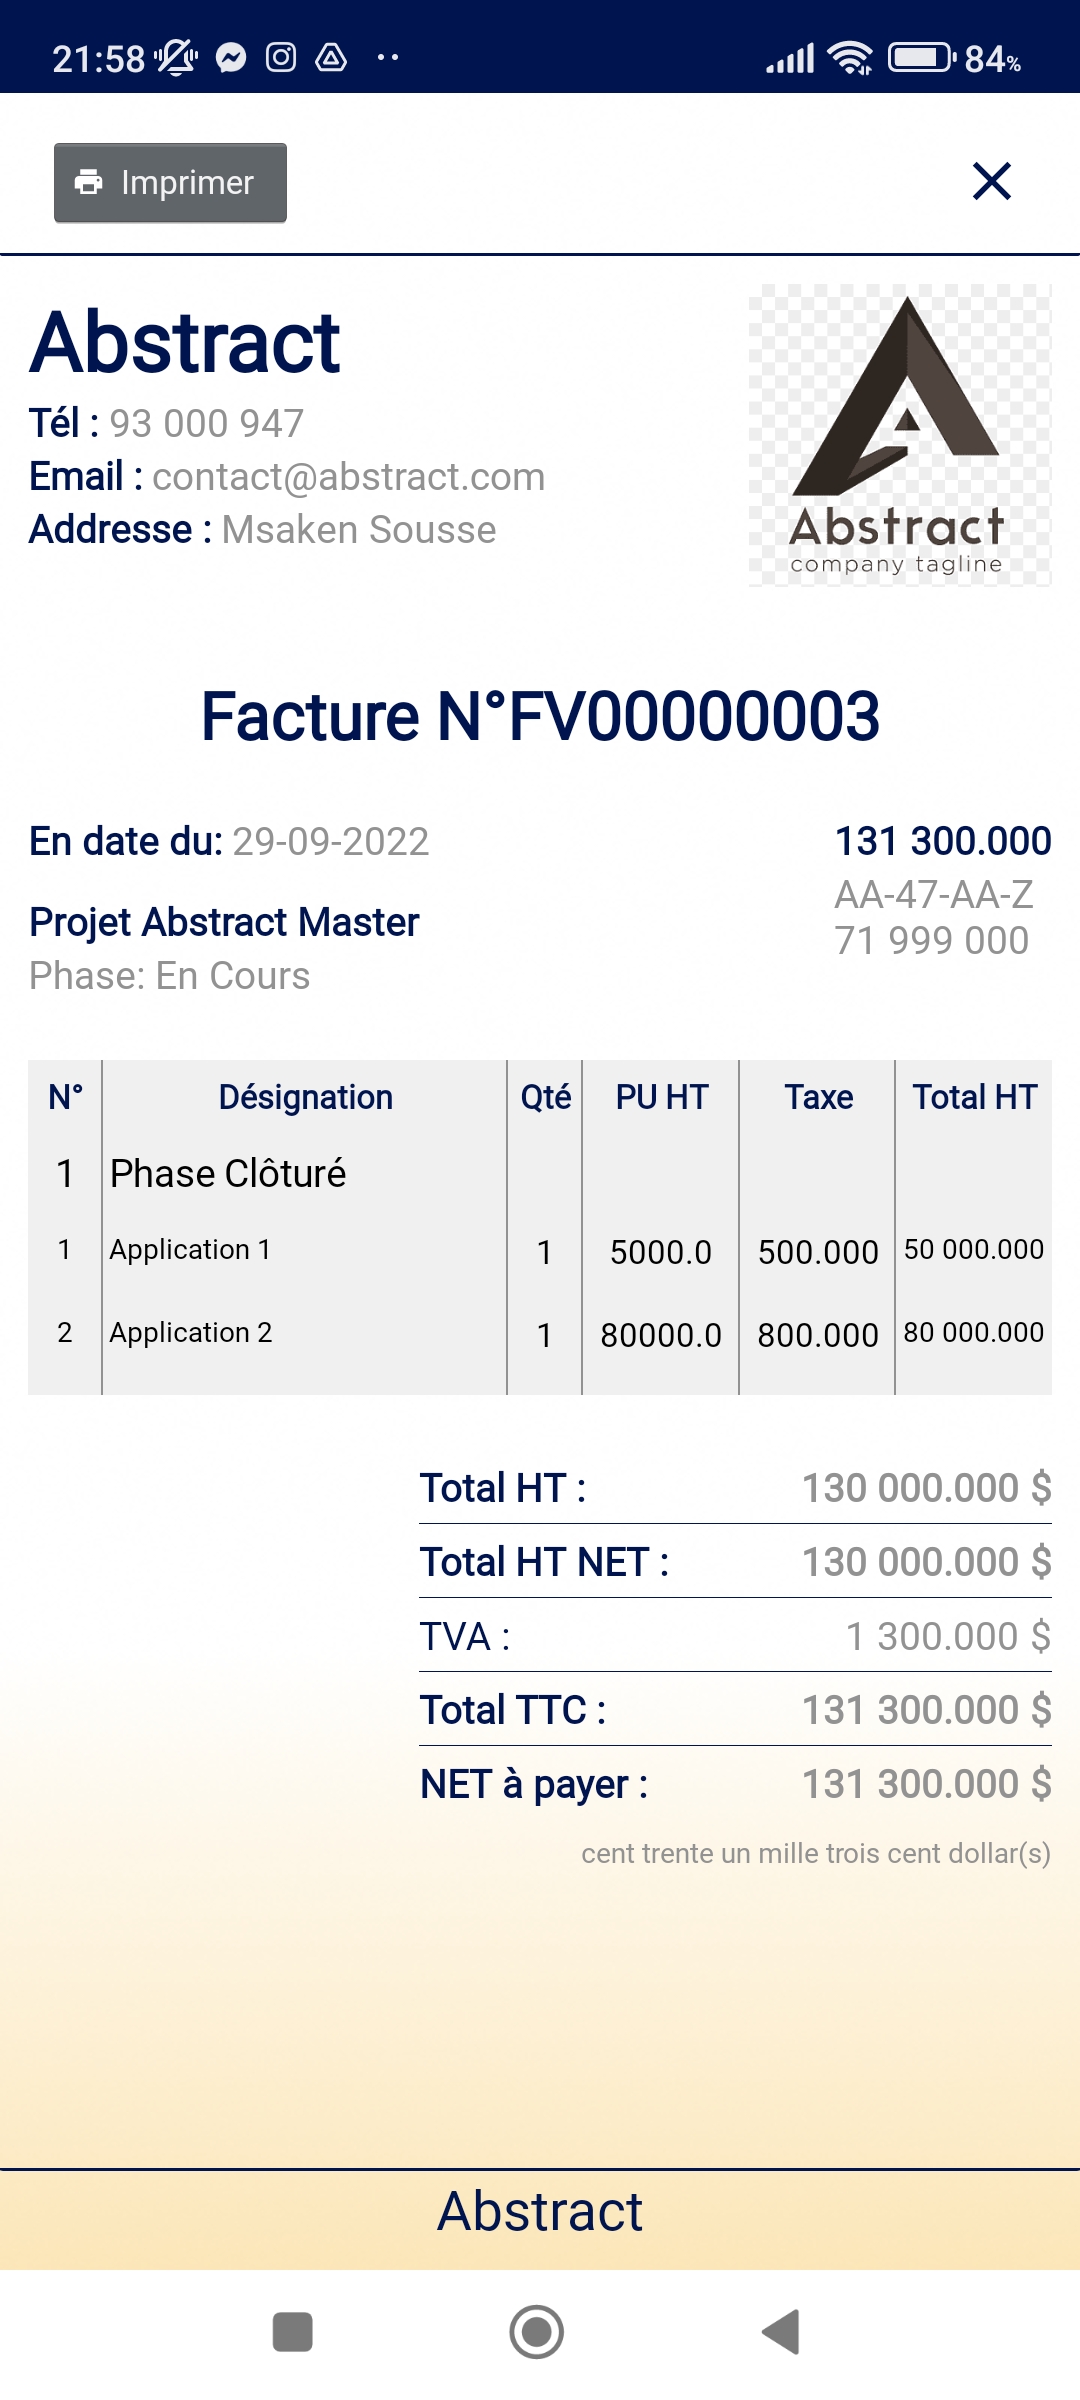 21:58 84%
Imprimer
Abstract
Tél : 93 000 947
Email : contact@abstract.com
Addresse : Msaken Sousse
Abstract
company tagline
Facture N°FV00000003
En date du: 29-09-2022
131 300.000
AA-47-AA-Z
71 999 000
Projet Abstract Master
Phase: En Cours
N° Désignation Qté PU HT Taxe Total HT
1 Phase Clôturé
1 Application 1 1 5000.0 500.000 50 000.000
2 Application 2 1 80000.0 800.000 80 000.000
Total HT : 130 000.000 $
Total HT NET : 130 000.000 $
TVA : 1 300.000 $
Total TTC : 131 300.000 $
NET à payer : 131 300.000 $
cent trente un mille trois cent dollar(s)
Abstract